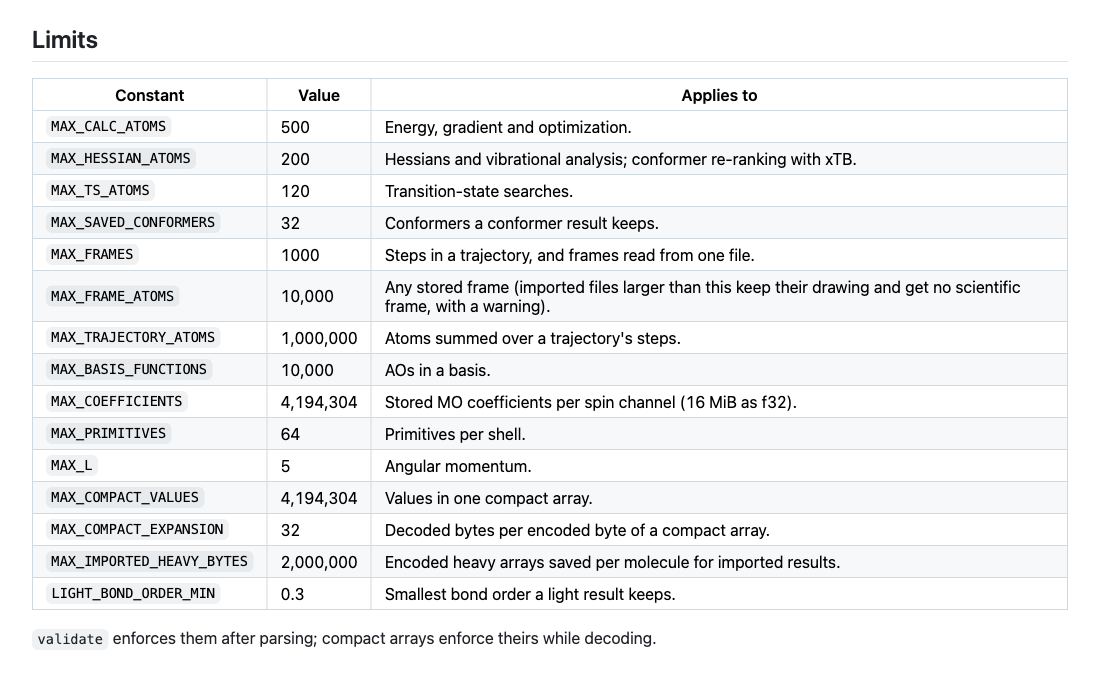 Limits
Constant Value Applies to
MAX_CALC_ATOMS 500 Energy, gradient and optimization.
MAX_HESSIAN_ATOMS 200 Hessians and vibrational analysis; conformer re-ranking with xTB.
MAX_TS_ATOMS 120 Transition-state searches.
MAX_SAVED_CONFORMERS 32 Conformers a conformer result keeps.
MAX_FRAMES 1000 Steps in a trajectory, and frames read from one file.
MAX_FRAME_ATOMS 10,000 Any stored frame (imported files larger than this keep their drawing and get no scientific
frame, with a warning).
MAX_TRAJECTORY_ATOMS 1,000,000 Atoms summed over a trajectory's steps.
MAX_BASIS_FUNCTIONS 10,000 AOs in a basis.
MAX_COEFFICIENTS 4,194,304 Stored MO coefficients per spin channel (16 MiB as f32).
MAX_PRIMITIVES 64 Primitives per shell.
MAX_L 5 Angular momentum.
MAX_COMPACT_VALUES 4,194,304 Values in one compact array.
MAX_COMPACT_EXPANSION 32 Decoded bytes per encoded byte of a compact array.
MAX_IMPORTED_HEAVY_BYTES 2,000,000 Encoded heavy arrays saved per molecule for imported results.
LIGHT_BOND_ORDER_MIN 0.3 Smallest bond order a light result keeps.
validate enforces them after parsing; compact arrays enforce theirs while decoding.